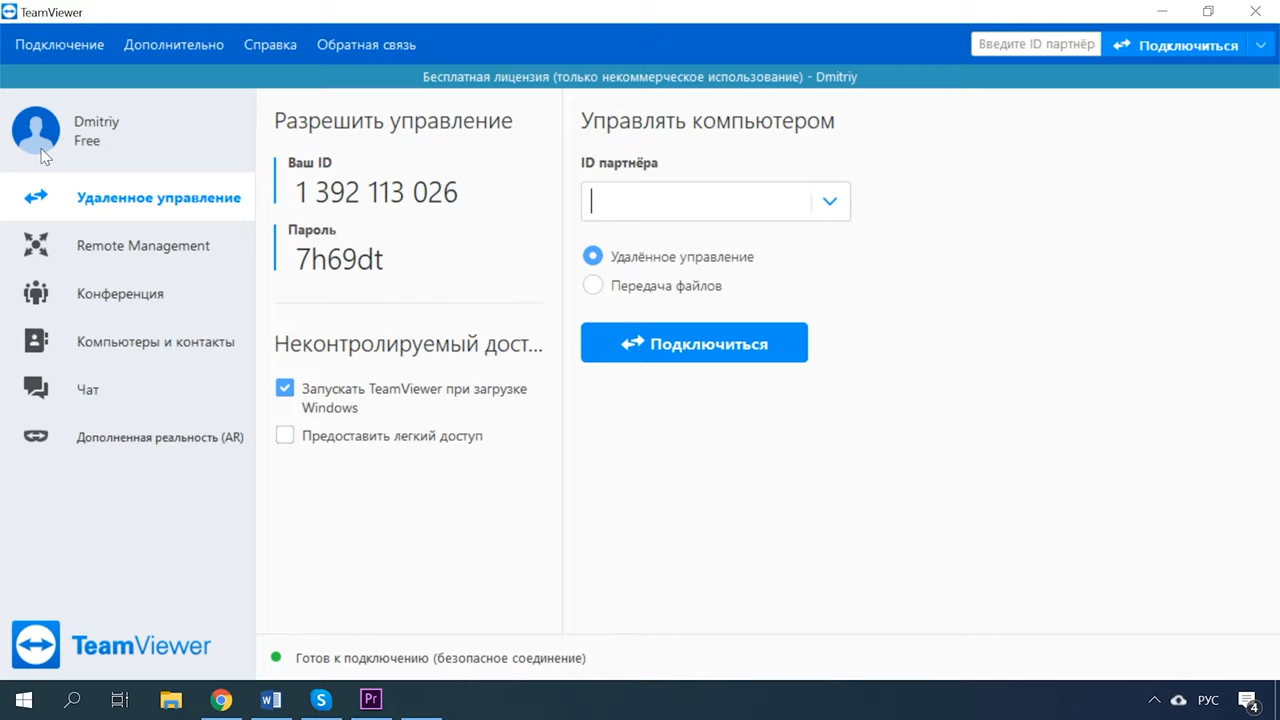 TeamViewer
Подключение Дополнительно Справка Обратная связь
Введите ID партнёр Подключиться
Бесплатная лицензия (только некоммерческое использование) - Dmitriy
Dmitriy
Free
Удаленное управление
Remote Management
Конференция
Компьютеры и контакты
Чат
Дополненная реальность (AR)
TeamViewer
Разрешить управление
Ваш ID
1 392 113 026
Пароль
7h69dt
Неконтролируемый дост...
Запускать TeamViewer при загрузке
Windows
Предоставить легкий доступ
Управлять компьютером
ID партнёра
Удалённое управление
Передача файлов
Подключиться
Готов к подключению (безопасное соединение)
W S Pr РУС 4